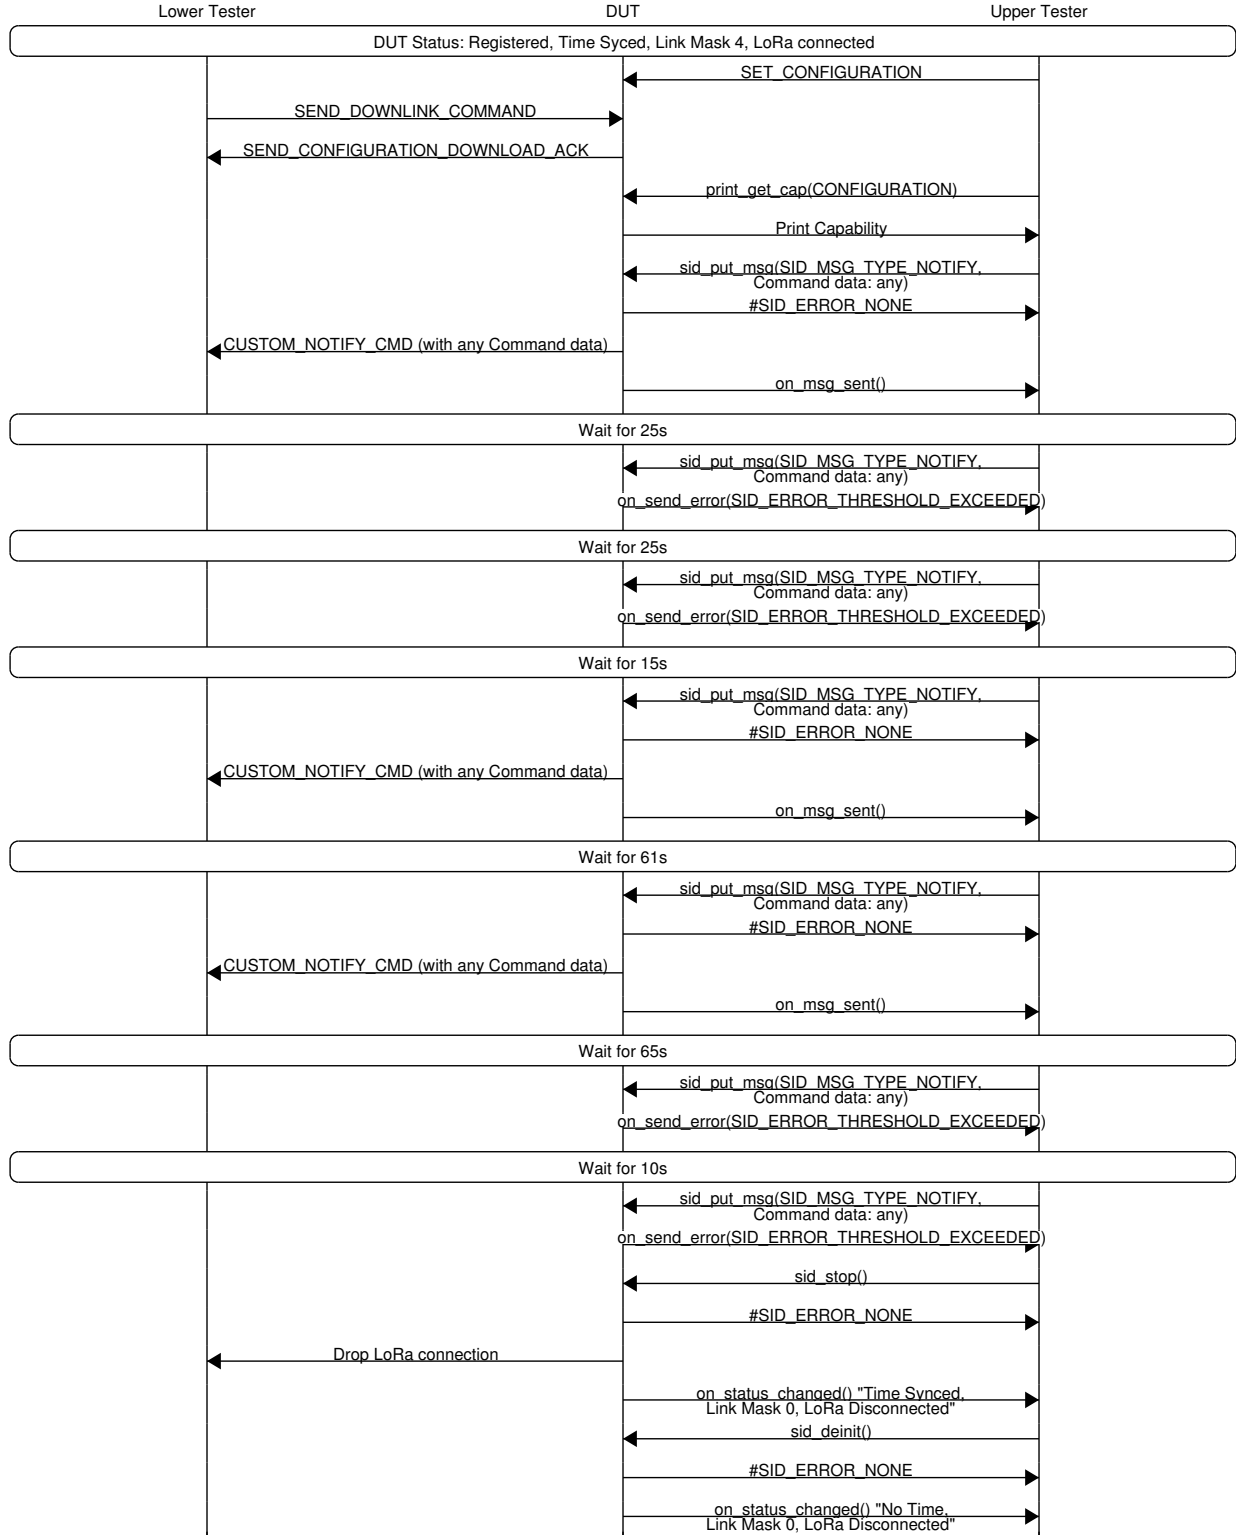 Lower Tester
DUT
Upper Tester
DUT Status: Registered, Time Syced, Link Mask 4, LoRa connected
SET_CONFIGURATION
SEND_DOWNLINK_COMMAND
SEND_CONFIGURATION_DOWNLOAD_ACK
print_get_cap(CONFIGURATION)
Print Capability
sid_put_msg(SID_MSG_TYPE_NOTIFY,
Command data: any)
#SID_ERROR_NONE
CUSTOM_NOTIFY_CMD (with any Command data)
on_msg_sent()
Wait for 25s
sid_put_msg(SID_MSG_TYPE_NOTIFY,
Command data: any)
on_send_error(SID_ERROR_THRESHOLD_EXCEEDED)
Wait for 25s
sid_put_msg(SID_MSG_TYPE_NOTIFY,
Command data: any)
on_send_error(SID_ERROR_THRESHOLD_EXCEEDED)
Wait for 15s
sid_put_msg(SID_MSG_TYPE_NOTIFY,
Command data: any)
#SID_ERROR_NONE
CUSTOM_NOTIFY_CMD (with any Command data)
on_msg_sent()
Wait for 61s
sid_put_msg(SID_MSG_TYPE_NOTIFY,
Command data: any)
#SID_ERROR_NONE
CUSTOM_NOTIFY_CMD (with any Command data)
on_msg_sent()
Wait for 65s
sid_put_msg(SID_MSG_TYPE_NOTIFY,
Command data: any)
on_send_error(SID_ERROR_THRESHOLD_EXCEEDED)
Wait for 10s
sid_put_msg(SID_MSG_TYPE_NOTIFY,
Command data: any)
on_send_error(SID_ERROR_THRESHOLD_EXCEEDED)
sid_stop()
#SID_ERROR_NONE
Drop LoRa connection
on_status_changed() "Time Synced,
Link Mask 0, LoRa Disconnected"
sid_deinit()
#SID_ERROR_NONE
on_status_changed() "No Time,
Link Mask 0, LoRa Disconnected"